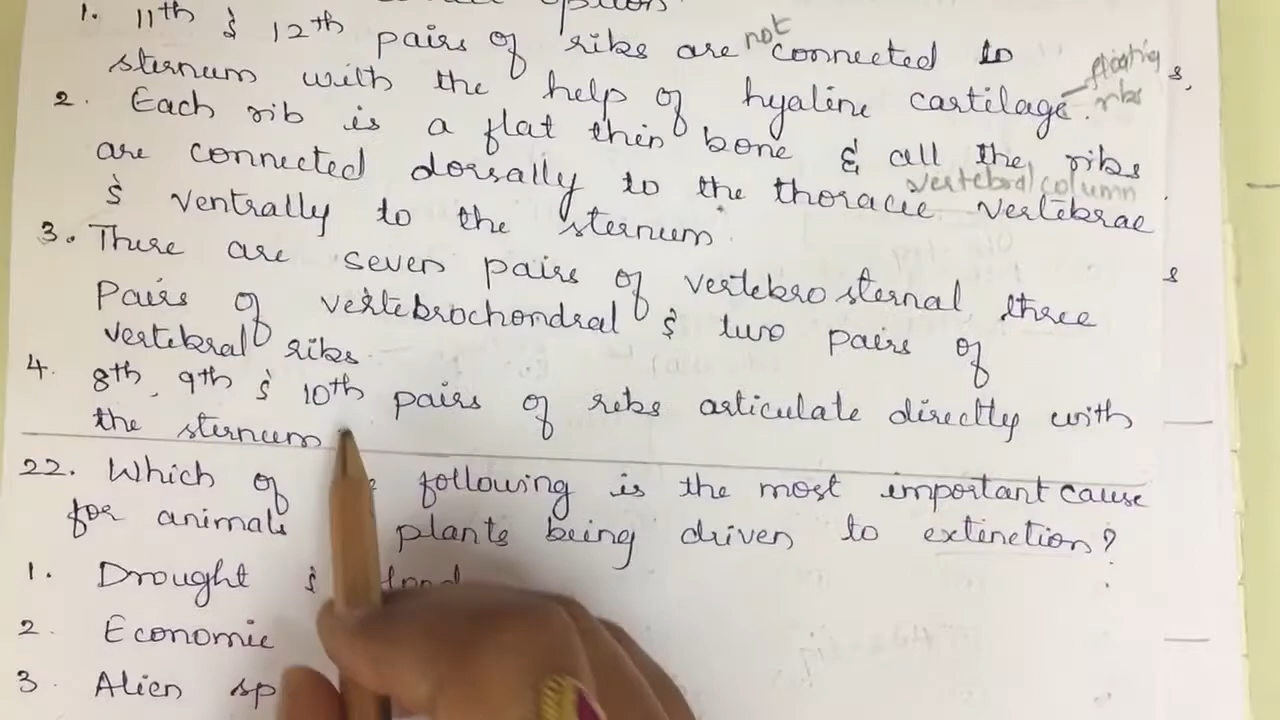 option
1. 11th & 12th pairs of ribs are not connected to
sternum with the help of hyaline cartilage. floating ribs
2. Each rib is a flat thin bone & all the ribs
are connected dorsally to the thoracic vertebrae
vertebral column
& ventrally to the sternum.
3. There are seven pairs of vertebrosternal, three
Pairs of vertebrochondral & two pairs of
vertebral ribs.
4. 8th, 9th & 10th pairs of ribs articulate directly with
the sternum
22. Which of following is the most important cause
for animals plants being driven to extinction?
1. Drought &
2. Economic
3. Alien sp